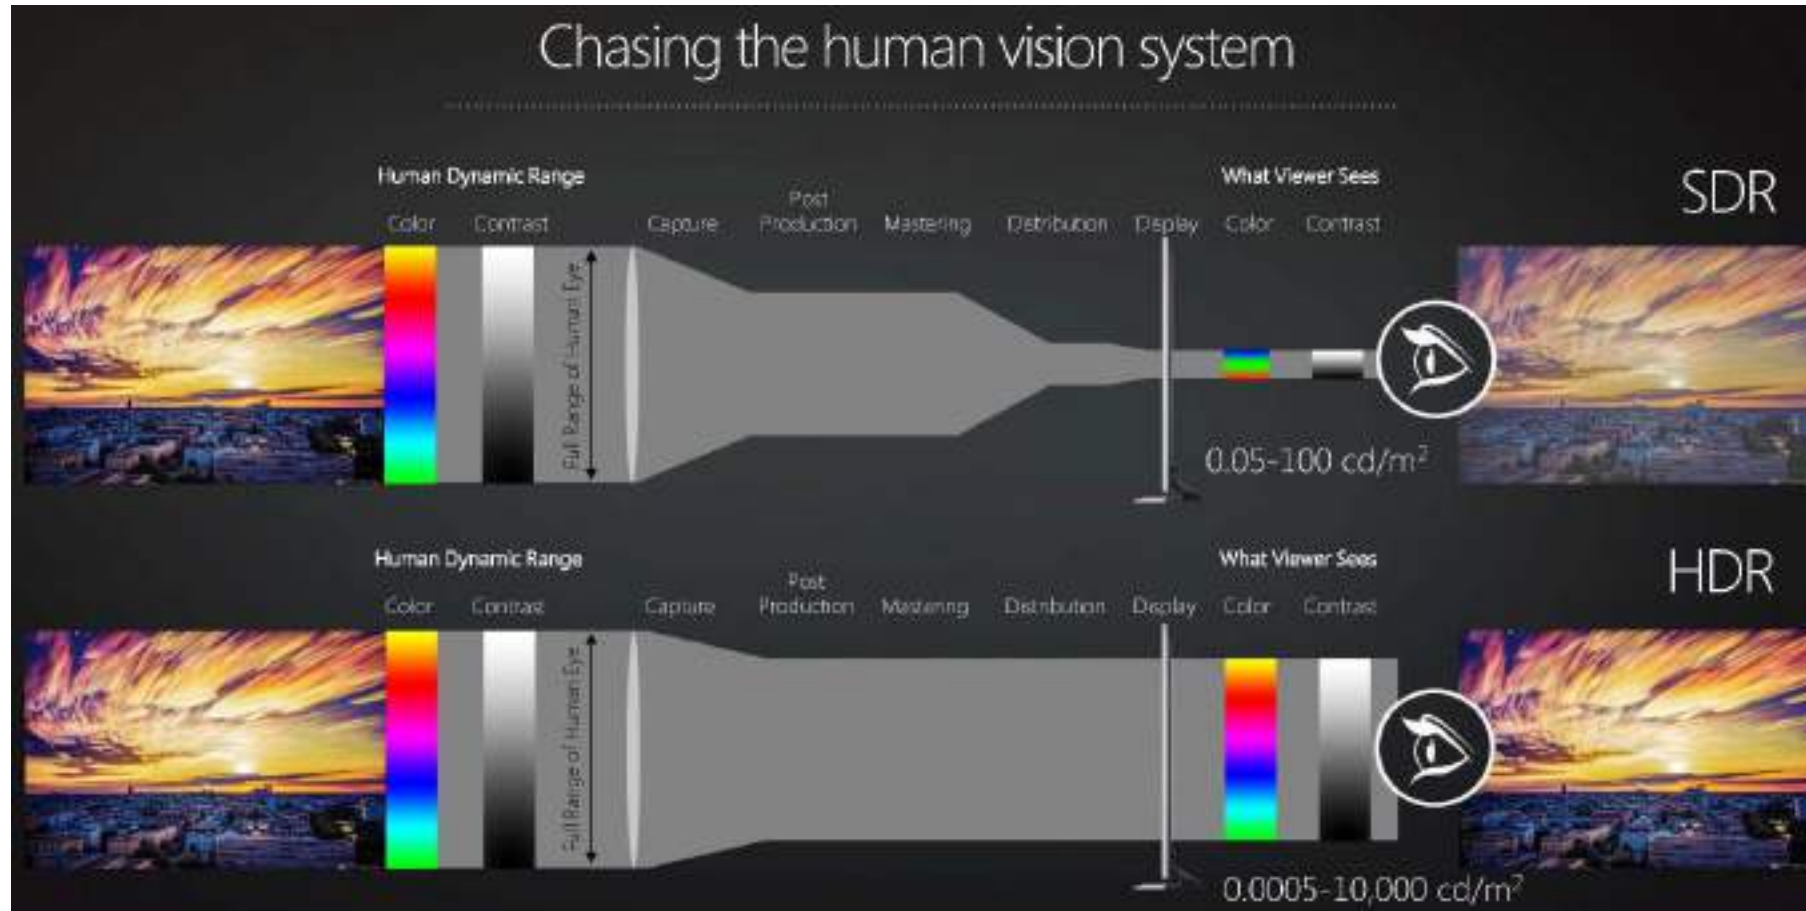 Chasing the human vision system
Human Dynamic Range
What Viewer Sees
SDR
Color Contrast Capture Post Production Mastering Distribution Display Color Contrast
Full Range of Human Eye
0.05-100 cd/m²
Human Dynamic Range
What Viewer Sees
HDR
Color Contrast Capture Post Production Mastering Distribution Display Color Contrast
Full Range of Human Eye
0.0005-10,000 cd/m²